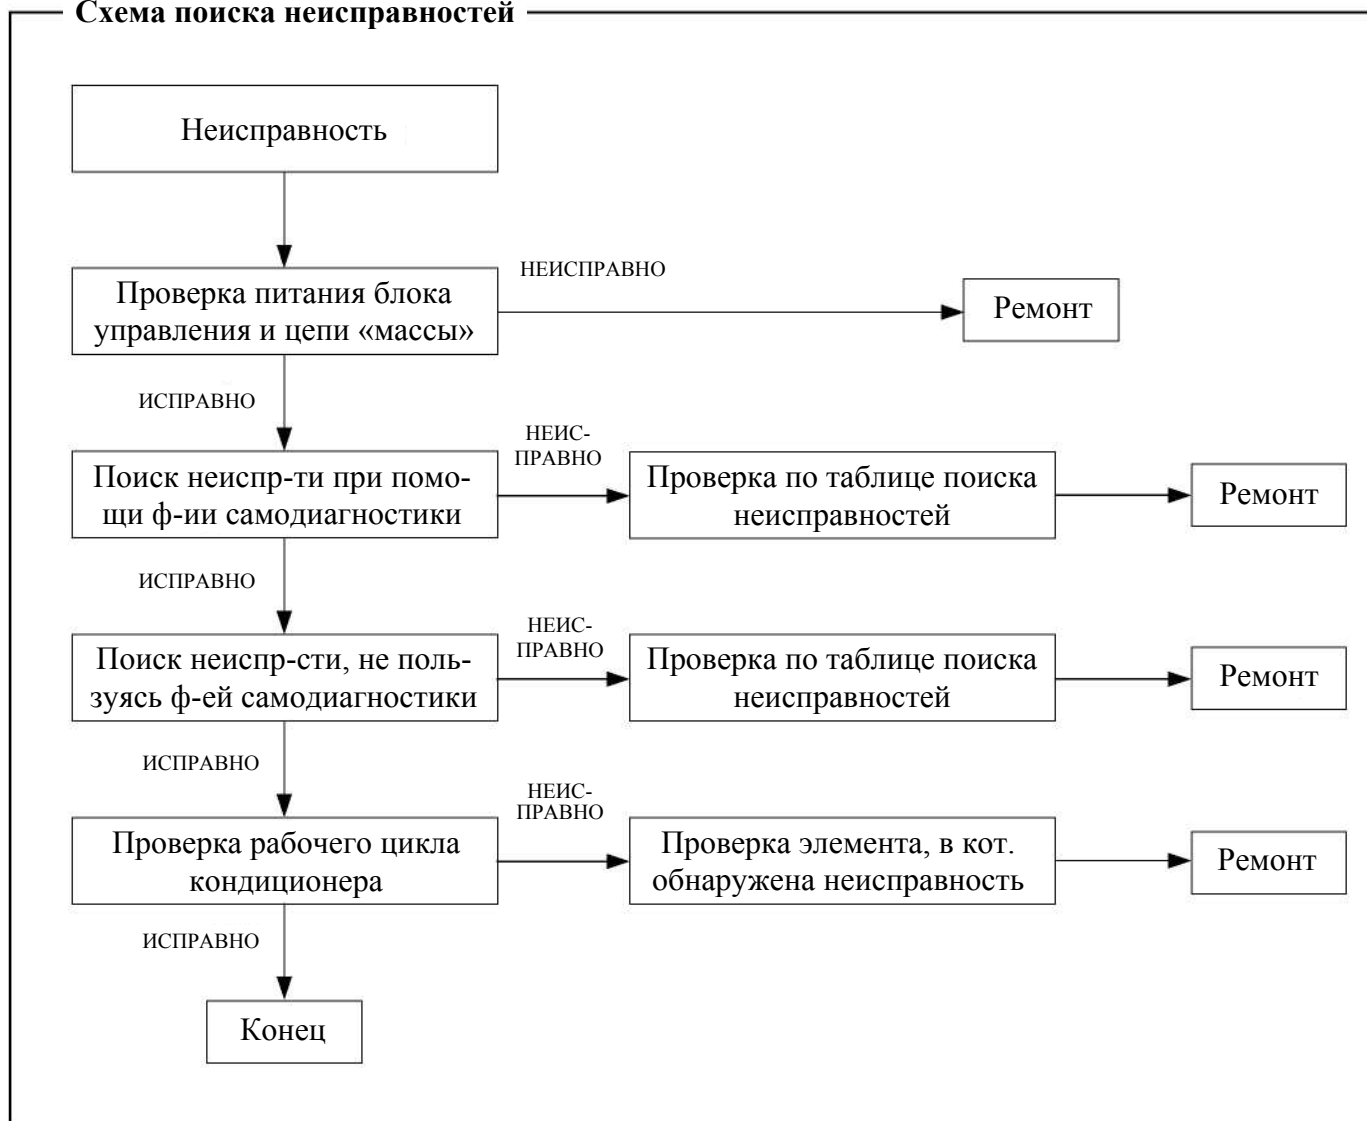 Схема поиска неисправностей
Неисправность
НЕИСПРАВНО
Проверка питания блока
управления и цепи «массы»
Ремонт
ИСПРАВНО
НЕИС-
ПРАВНО
Поиск неиспр-ти при помо-
щи ф-ии самодиагностики
Проверка по таблице поиска
неисправностей
Ремонт
ИСПРАВНО
НЕИС-
ПРАВНО
Поиск неиспр-сти, не поль-
зуясь ф-ей самодиагностики
Проверка по таблице поиска
неисправностей
Ремонт
ИСПРАВНО
НЕИС-
ПРАВНО
Проверка рабочего цикла
кондиционера
Проверка элемента, в кот.
обнаружена неисправность
Ремонт
ИСПРАВНО
Конец